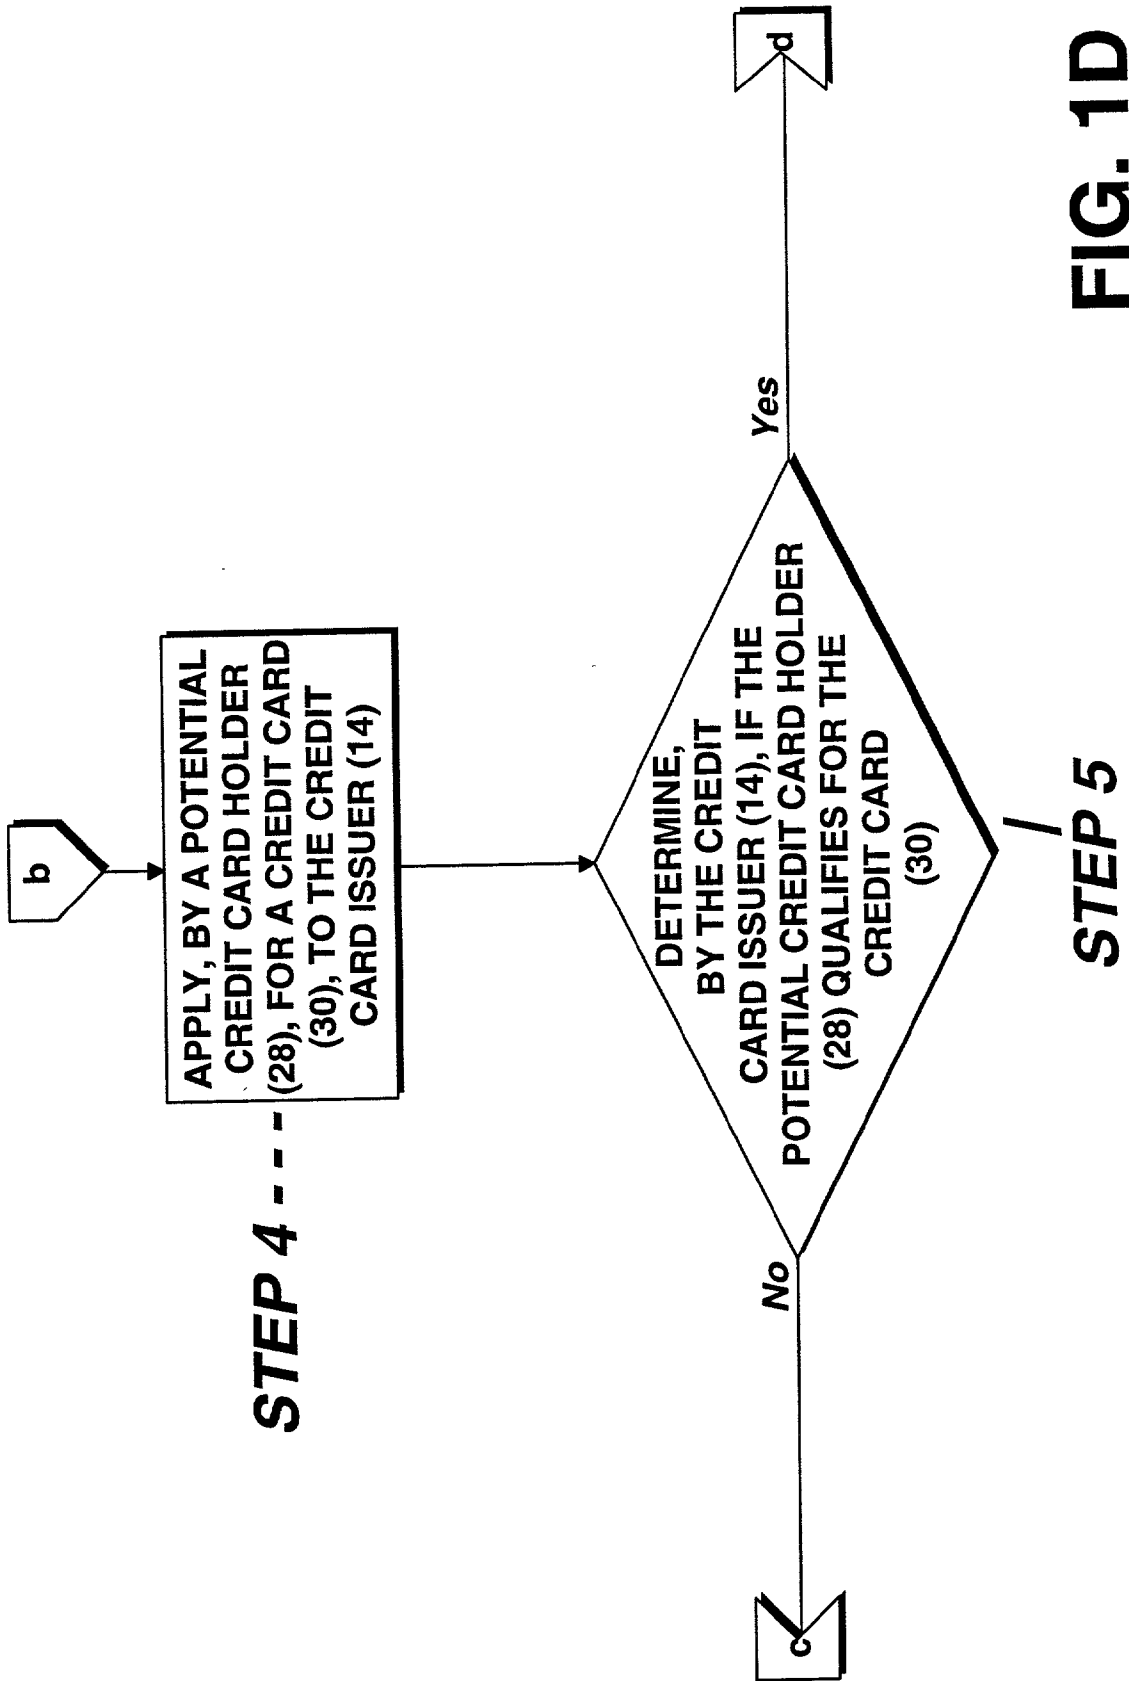 b
APPLY, BY A POTENTIAL
CREDIT CARD HOLDER
(28), FOR A CREDIT CARD
(30), TO THE CREDIT
CARD ISSUER (14)
STEP 4 - - -
DETERMINE,
BY THE CREDIT
CARD ISSUER (14), IF THE
POTENTIAL CREDIT CARD HOLDER
(28) QUALIFIES FOR THE
CREDIT CARD
(30)
No
Yes
c
d
STEP 5
FIG. 1D